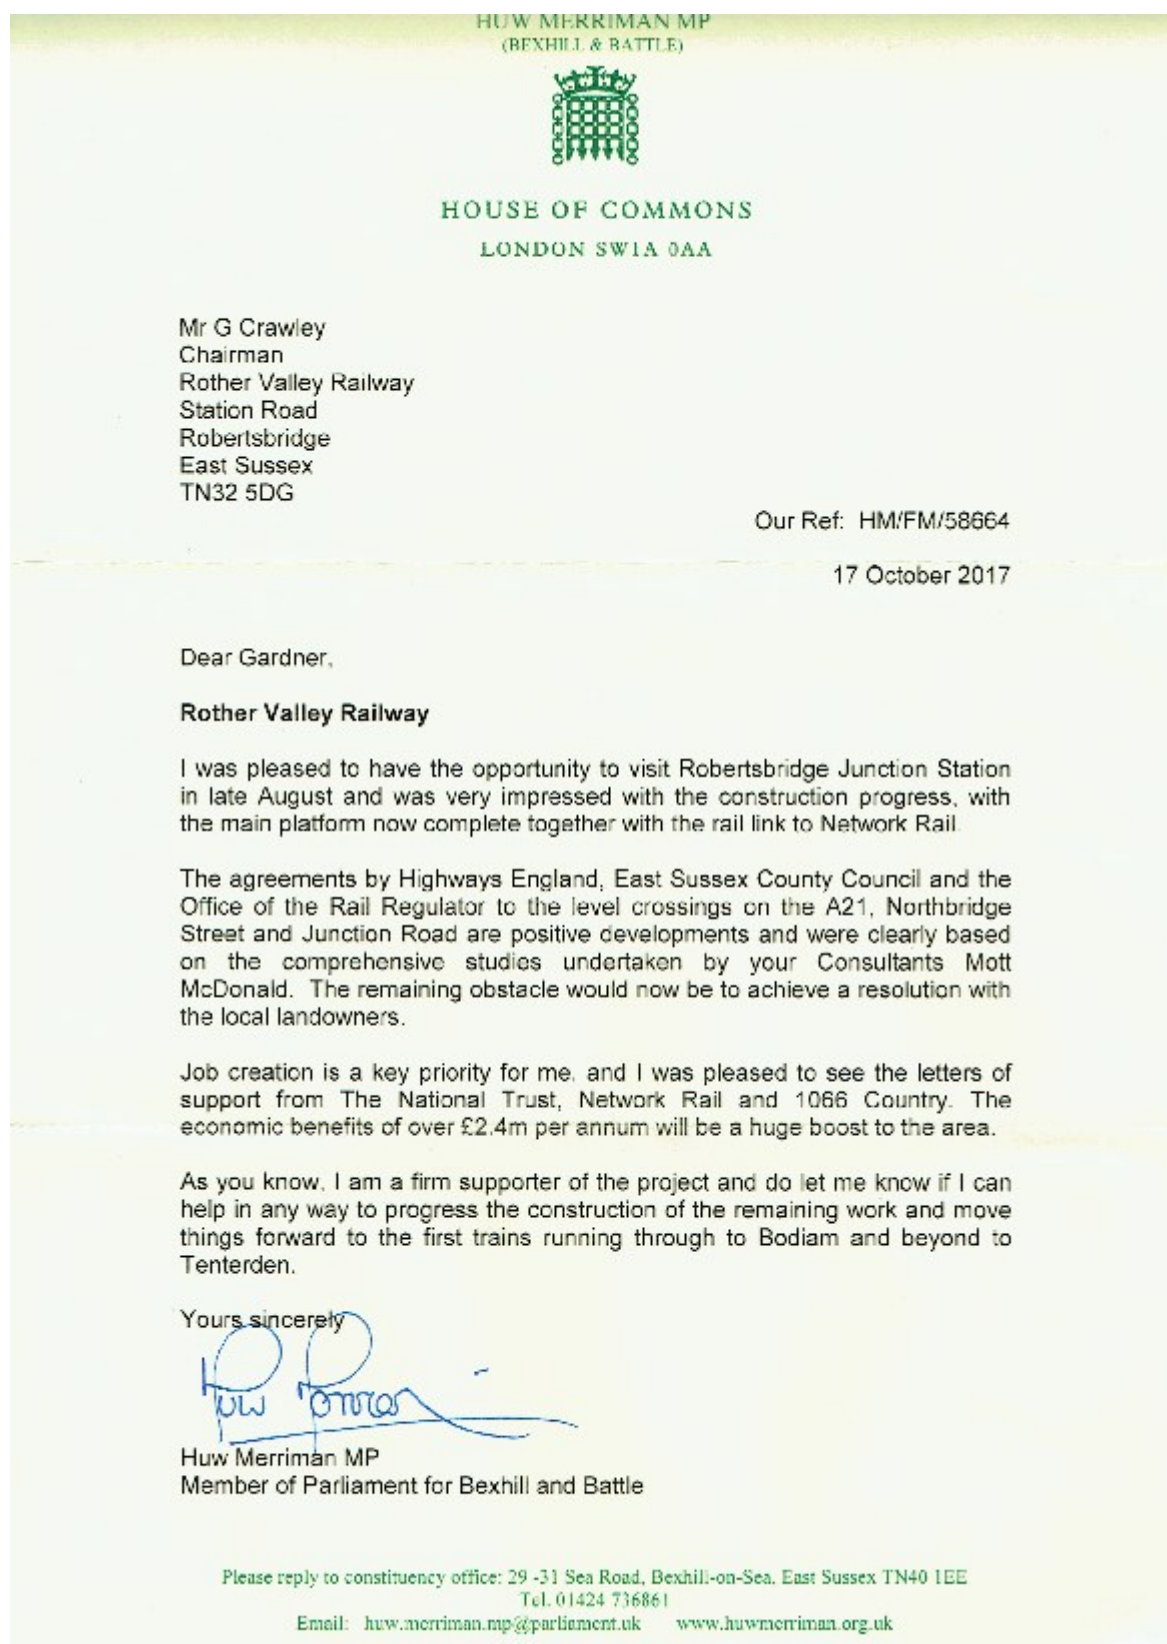 HUW MERRIMAN MP
(BEXHILL & BATTLE)
HOUSE OF COMMONS
LONDON SW1A 0AA
Mr G Crawley
Chairman
Rother Valley Railway
Station Road
Robertsbridge
East Sussex
TN32 5DG
Our Ref: HM/FM/58664
17 October 2017
Dear Gardner,
Rother Valley Railway
I was pleased to have the opportunity to visit Robertsbridge Junction Station
in late August and was very impressed with the construction progress, with
the main platform now complete together with the rail link to Network Rail.
The agreements by Highways England, East Sussex County Council and the
Office of the Rail Regulator to the level crossings on the A21, Northbridge
Street and Junction Road are positive developments and were clearly based
on the comprehensive studies undertaken by your Consultants Mott
McDonald. The remaining obstacle would now be to achieve a resolution with
the local landowners.
Job creation is a key priority for me, and I was pleased to see the letters of
support from The National Trust, Network Rail and 1066 Country. The
economic benefits of over £2.4m per annum will be a huge boost to the area.
As you know, I am a firm supporter of the project and do let me know if I can
help in any way to progress the construction of the remaining work and move
things forward to the first trains running through to Bodiam and beyond to
Tenterden.
Yours sincerely
Huw Merriman
Huw Merriman MP
Member of Parliament for Bexhill and Battle
Please reply to constituency office: 29 -31 Sea Road, Bexhill-on-Sea, East Sussex TN40 1EE
Tel. 01424 736861
Email: huw.merriman.mp@parliament.uk www.huwmerriman.org.uk